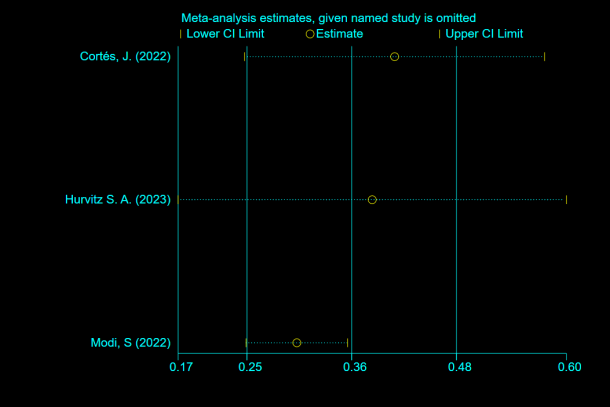 Meta-analysis estimates, given named study is omitted
Lower CI Limit Estimate Upper CI Limit
Cortés, J. (2022)
Hurvitz S. A. (2023)
Modi, S (2022)
0.17 0.25 0.36 0.48 0.60